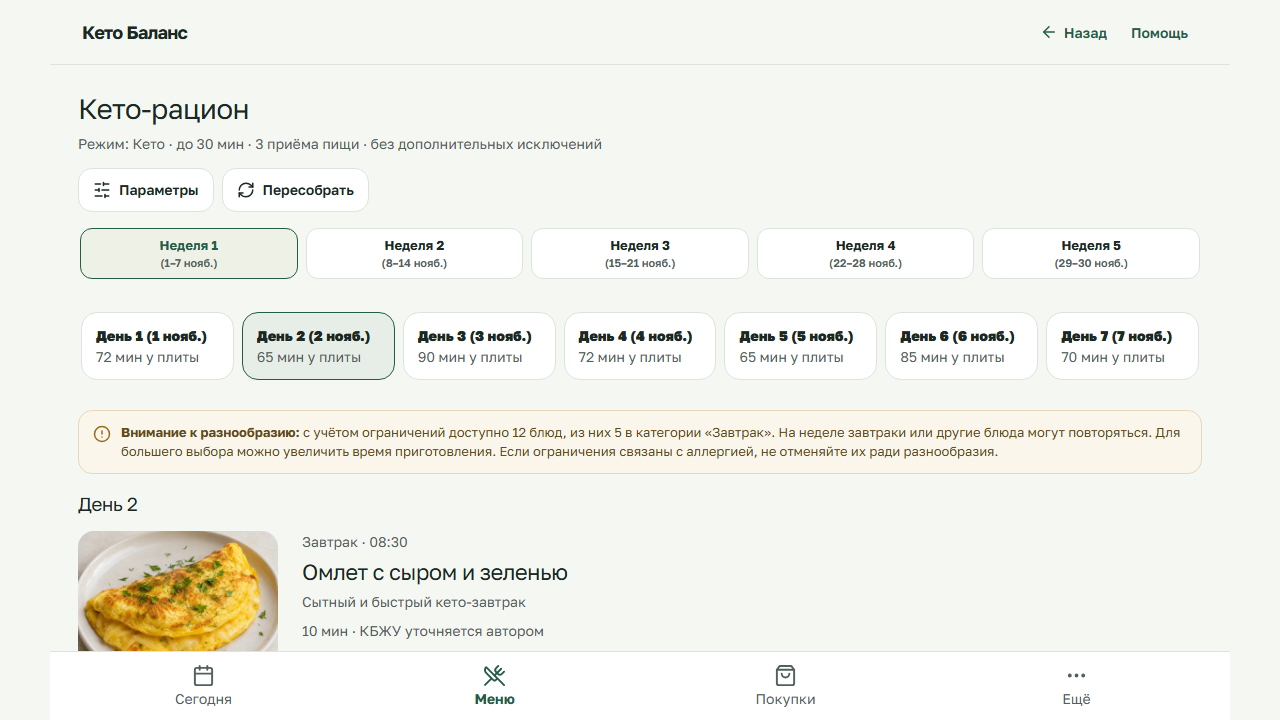 Кето Баланс
Назад
Помощь
Кето-рацион
Режим: Кето · до 30 мин · 3 приёма пищи · без дополнительных исключений
Параметры
Пересобрать
Неделя 1
(1–7 нояб.)
Неделя 2
(8–14 нояб.)
Неделя 3
(15–21 нояб.)
Неделя 4
(22–28 нояб.)
Неделя 5
(29–30 нояб.)
День 1 (1 нояб.)
72 мин у плиты
День 2 (2 нояб.)
65 мин у плиты
День 3 (3 нояб.)
90 мин у плиты
День 4 (4 нояб.)
72 мин у плиты
День 5 (5 нояб.)
65 мин у плиты
День 6 (6 нояб.)
85 мин у плиты
День 7 (7 нояб.)
70 мин у плиты
Внимание к разнообразию: с учётом ограничений доступно 12 блюд, из них 5 в категории «Завтрак». На неделе завтраки или другие блюда могут повторяться. Для
большего выбора можно увеличить время приготовления. Если ограничения связаны с аллергией, не отменяйте их ради разнообразия.
День 2
Завтрак · 08:30
Омлет с сыром и зеленью
Сытный и быстрый кето-завтрак
10 мин · КБЖУ уточняется автором
Сегодня
Меню
Покупки
Ещё